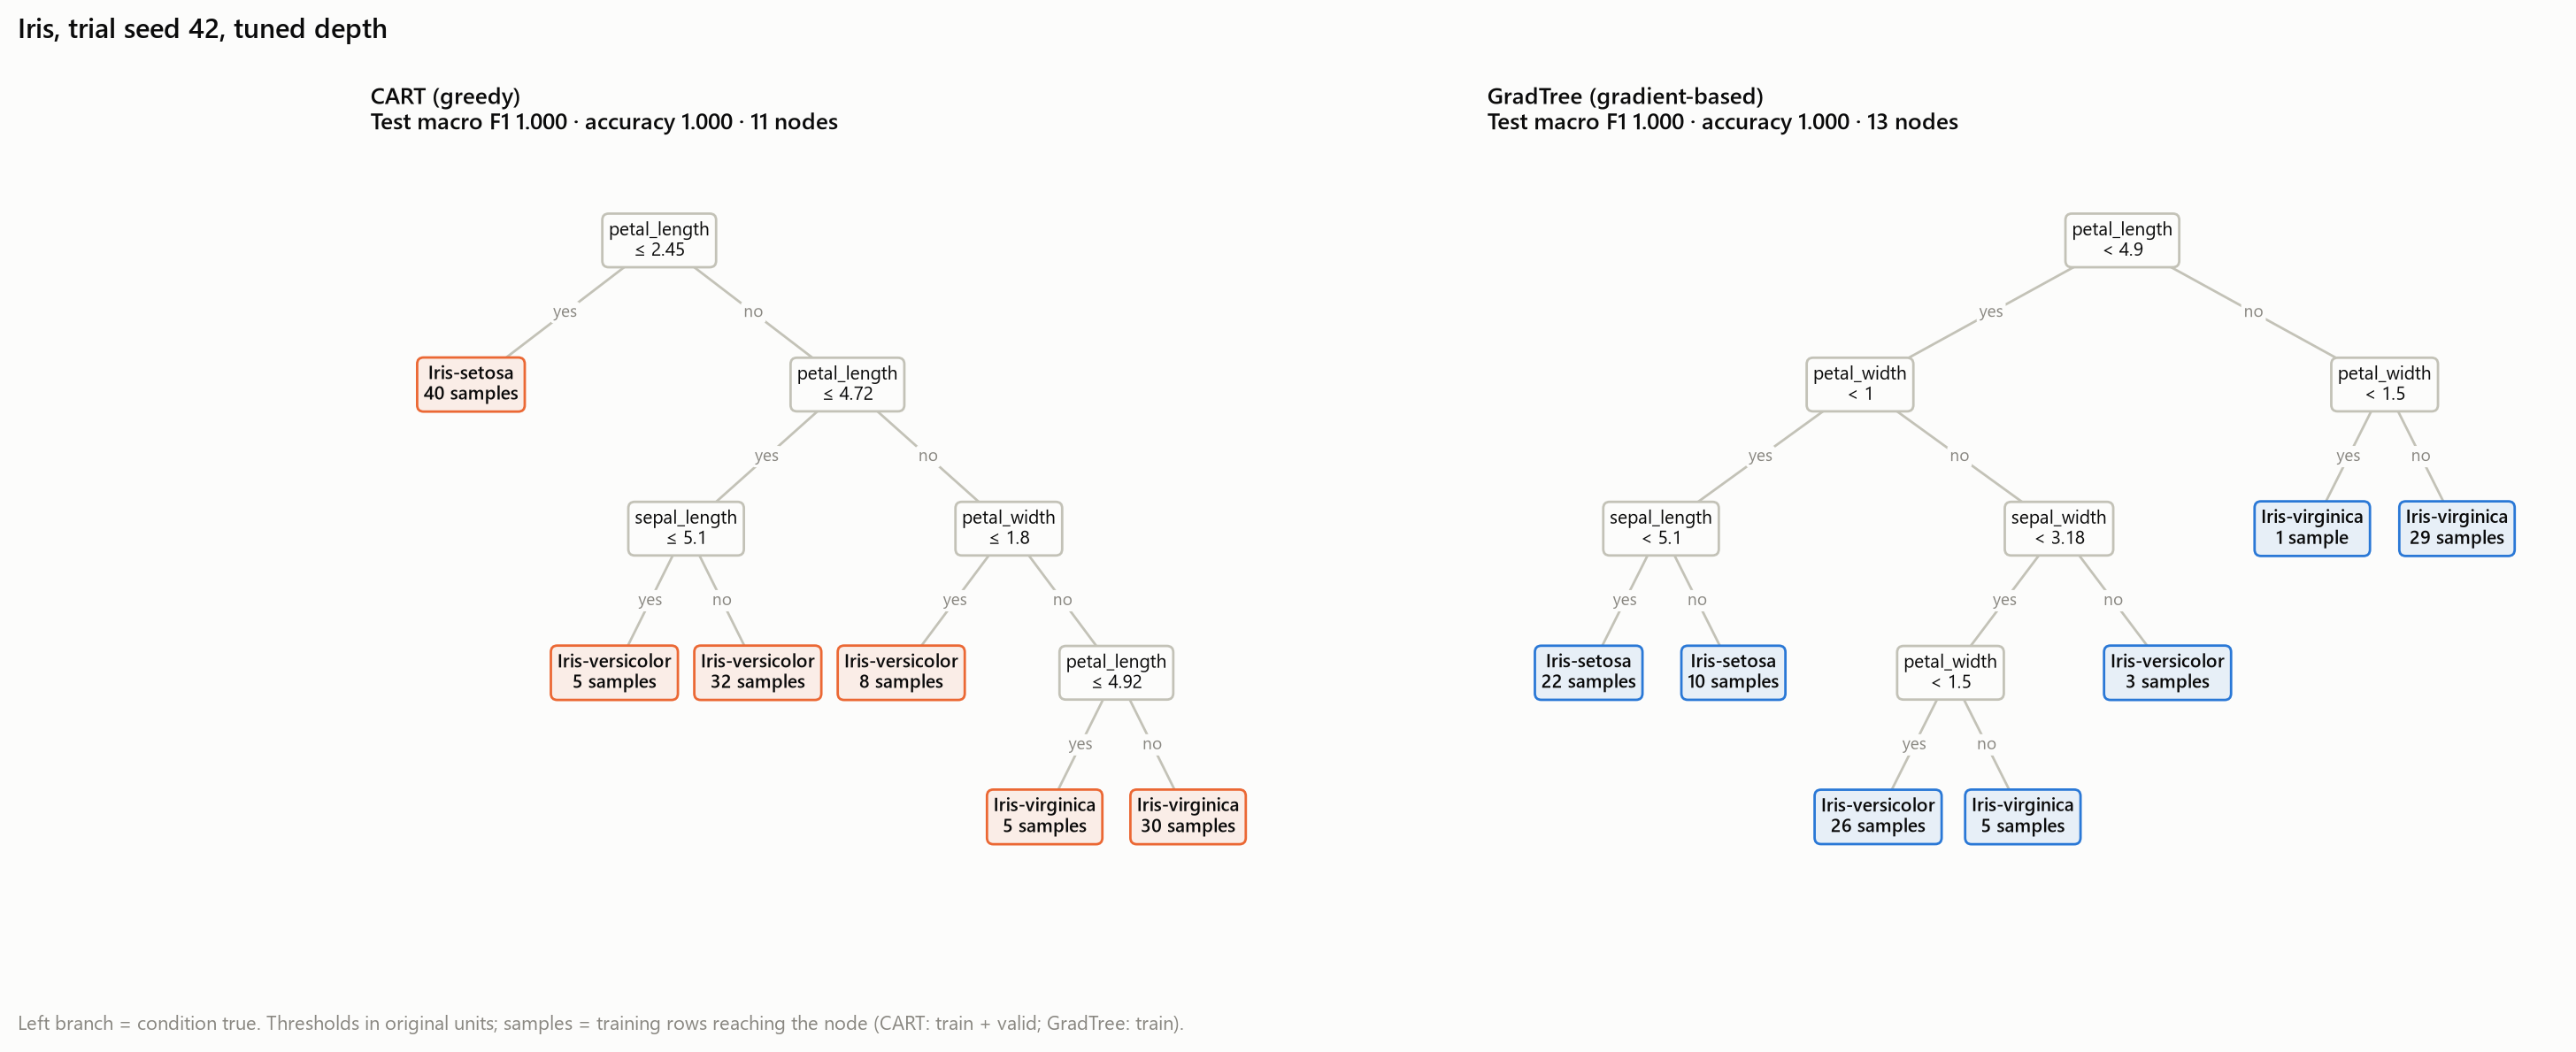 Iris, trial seed 42, tuned depth
CART (greedy)
Test macro F1 1.000 · accuracy 1.000 · 11 nodes
petal_length
≤ 2.45
yes
no
Iris-setosa
40 samples
petal_length
≤ 4.72
yes
no
sepal_length
≤ 5.1
petal_width
≤ 1.8
yes
no
yes
no
Iris-versicolor
5 samples
Iris-versicolor
32 samples
Iris-versicolor
8 samples
petal_length
≤ 4.92
yes
no
Iris-virginica
5 samples
Iris-virginica
30 samples
GradTree (gradient-based)
Test macro F1 1.000 · accuracy 1.000 · 13 nodes
petal_length
< 4.9
yes
no
petal_width
< 1
petal_width
< 1.5
yes
no
yes
no
sepal_length
< 5.1
sepal_width
< 3.18
Iris-virginica
1 sample
Iris-virginica
29 samples
yes
no
yes
no
Iris-setosa
22 samples
Iris-setosa
10 samples
petal_width
< 1.5
Iris-versicolor
3 samples
yes
no
Iris-versicolor
26 samples
Iris-virginica
5 samples
Left branch = condition true. Thresholds in original units; samples = training rows reaching the node (CART: train + valid; GradTree: train).